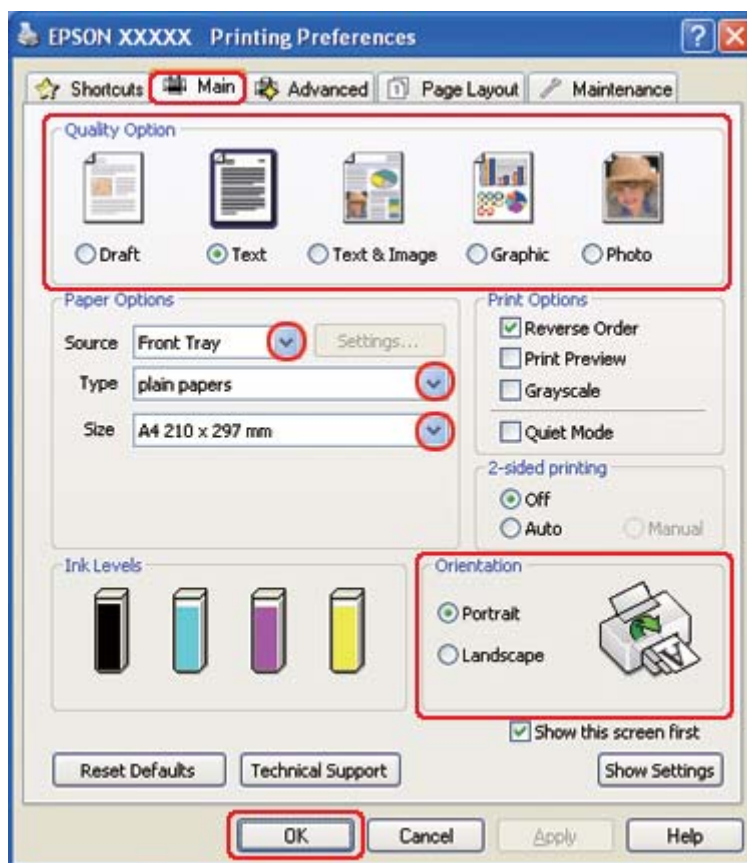 EPSON XXXXX Printing Preferences
Shortcuts Main Advanced Page Layout Maintenance
Quality Option
Draft Text Text & Image Graphic Photo
Paper Options
Source Front Tray Settings...
Type plain papers
Size A4 210 x 297 mm
Print Options
Reverse Order
Print Preview
Grayscale
Quiet Mode
2-sided printing
Off
Auto Manual
Ink Levels
Orientation
Portrait
Landscape
Show this screen first
Reset Defaults Technical Support Show Settings
OK Cancel Apply Help